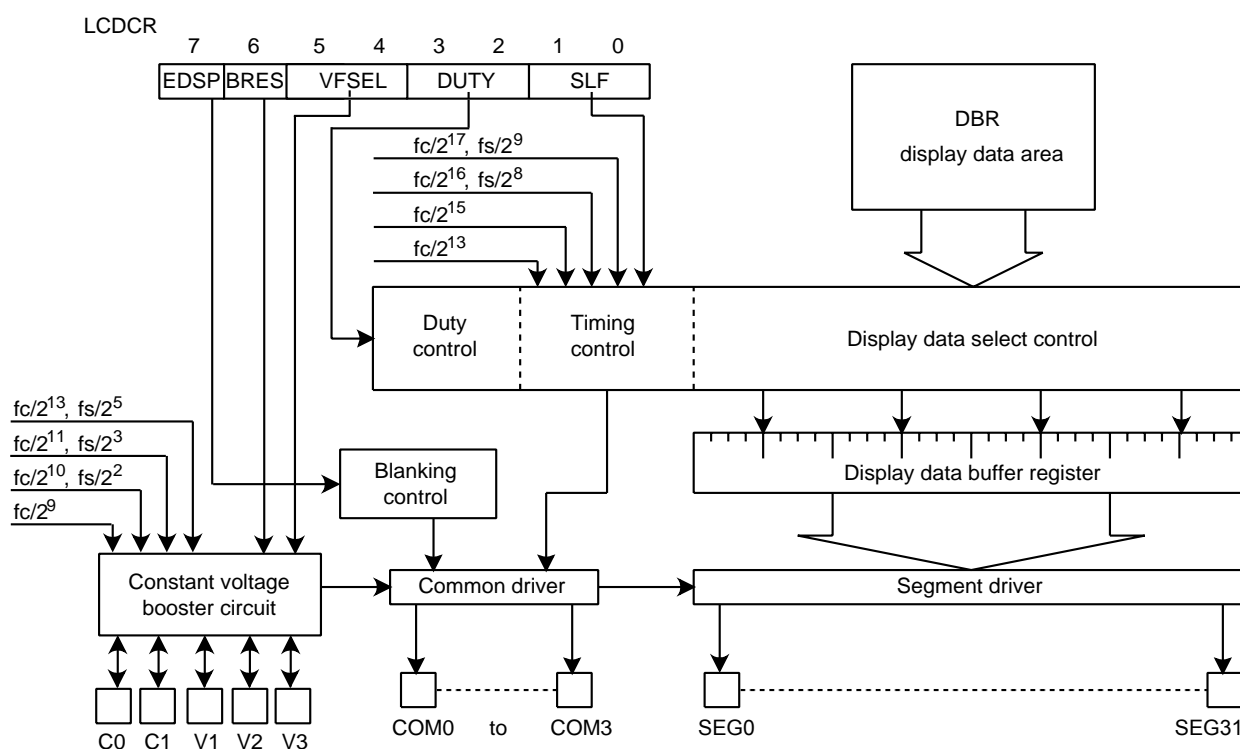 LCDCR
7 6 5 4 3 2 1 0
EDSP BRES VFSEL DUTY SLF
DBR
display data area
fc/2^17, fs/2^9
fc/2^16, fs/2^8
fc/2^15
fc/2^13
Duty
control
Timing
control
Display data select control
fc/2^13, fs/2^5
fc/2^11, fs/2^3
fc/2^10, fs/2^2
fc/2^9
Blanking
control
Display data buffer register
Constant voltage
booster circuit
Common driver
Segment driver
C0 C1 V1 V2 V3
COM0 to COM3
SEG0 SEG31